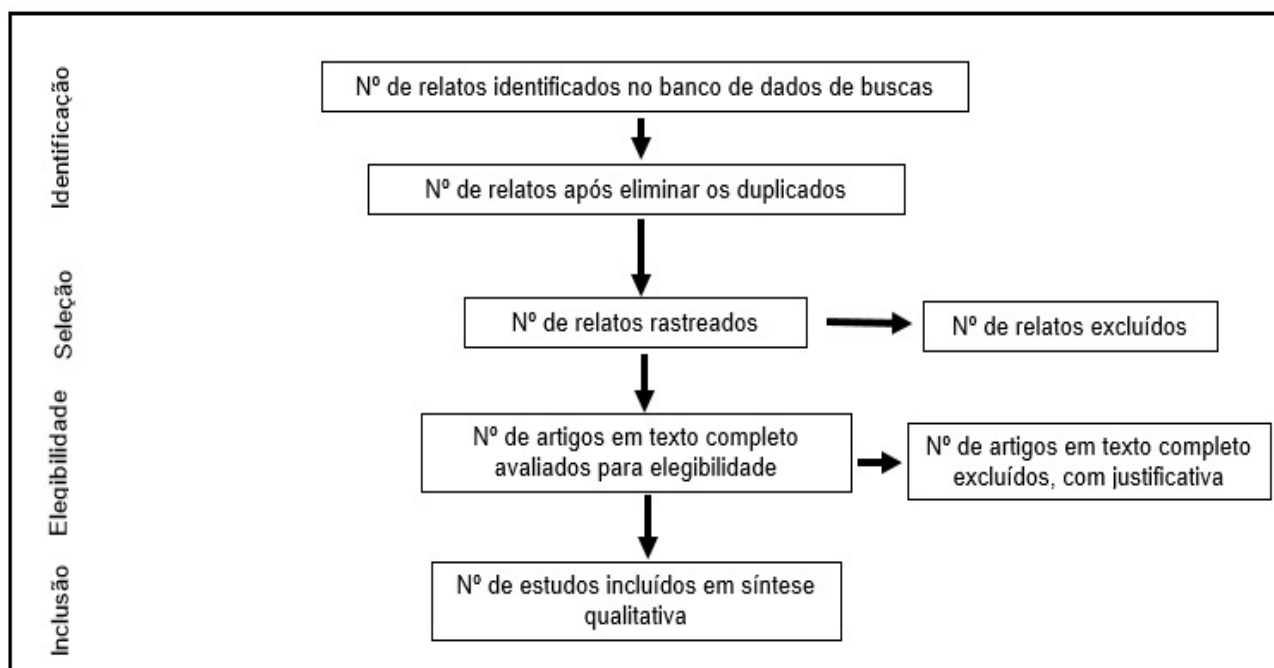 Identificação
Nº de relatos identificados no banco de dados de buscas
Nº de relatos após eliminar os duplicados
Seleção
Nº de relatos rastreados
Nº de relatos excluídos
Elegibilidade
Nº de artigos em texto completo
avaliados para elegibilidade
Nº de artigos em texto completo
excluídos, com justificativa
Inclusão
Nº de estudos incluídos em síntese
qualitativa